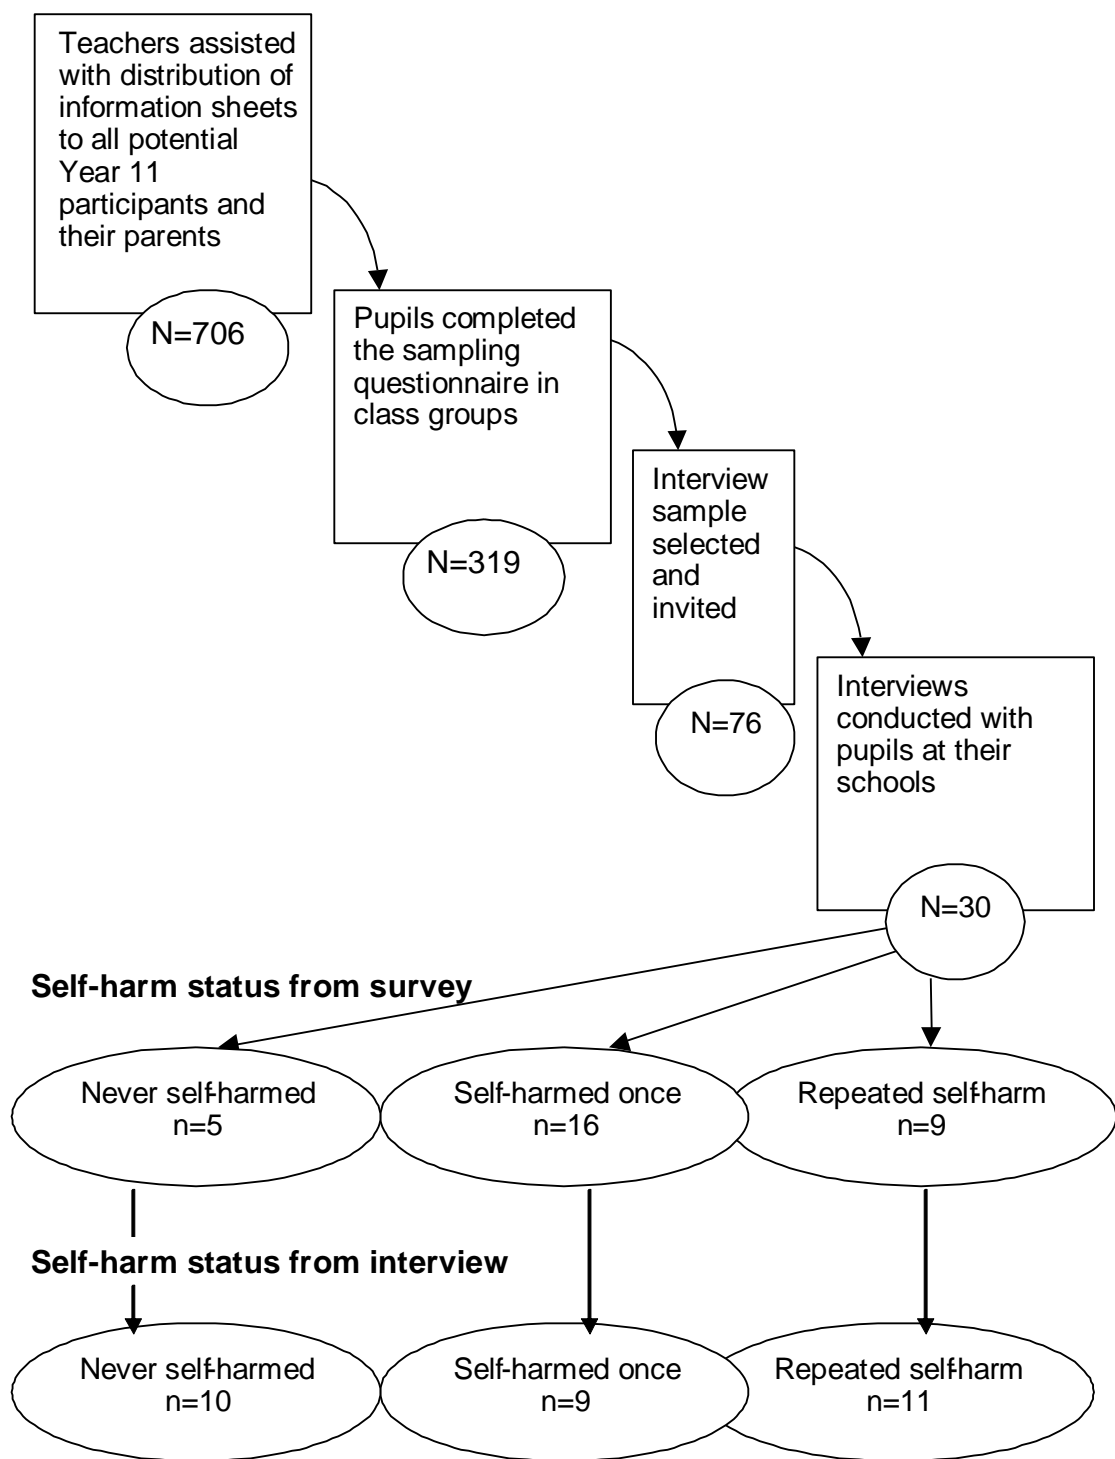 Teachers assisted
with distribution of
information sheets
to all potential
Year 11
participants and
their parents
N=706
Pupils completed
the sampling
questionnaire in
class groups
N=319
Interview
sample
selected
and
invited
N=76
Interviews
conducted with
pupils at their
schools
N=30
Self-harm status from survey
Never self-harmed
n=5
Self-harmed once
n=16
Repeated self-harm
n=9
Self-harm status from interview
Never self-harmed
n=10
Self-harmed once
n=9
Repeated self-harm
n=11